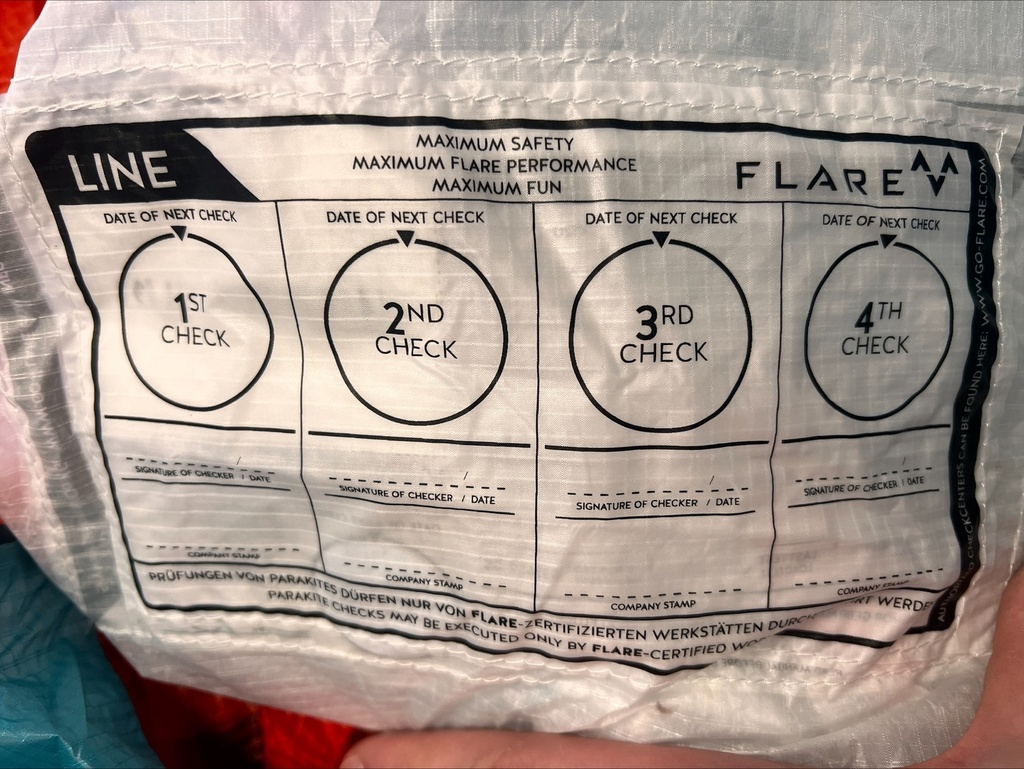 LINE
MAXIMUM SAFETY
MAXIMUM FLARE PERFORMANCE
MAXIMUM FUN
FLARE
DATE OF NEXT CHECK
1ST
CHECK
SIGNATURE OF CHECKER / DATE
COMPANY STAMP
DATE OF NEXT CHECK
2ND
CHECK
SIGNATURE OF CHECKER / DATE
COMPANY STAMP
DATE OF NEXT CHECK
3RD
CHECK
SIGNATURE OF CHECKER / DATE
COMPANY STAMP
DATE OF NEXT CHECK
4TH
CHECK
SIGNATURE OF CHECKER / DATE
COMPANY STAMP
PRÜFUNGEN VON PARAKITES DÜRFEN NUR VON FLARE-ZERTIFIZIERTEN WERKSTÄTTEN DURCH
PARAKITE CHECKS MAY BE EXECUTED ONLY BY FLARE-CERTIFIED
CHECKCENTERS CAN BE FOUND HERE: WWW.GO-FLARE.COM